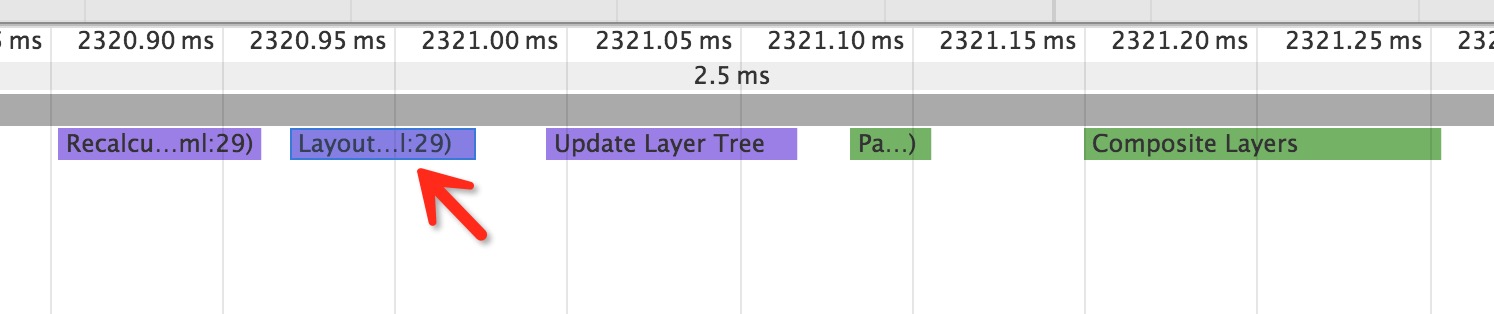 5 ms 2320.90 ms 2320.95 ms 2321.00 ms 2321.05 ms 2321.10 ms 2321.15 ms 2321.20 ms 2321.25 ms 232
2.5 ms
Recalcu...ml:29) Layout...l:29) Update Layer Tree Pa...) Composite Layers